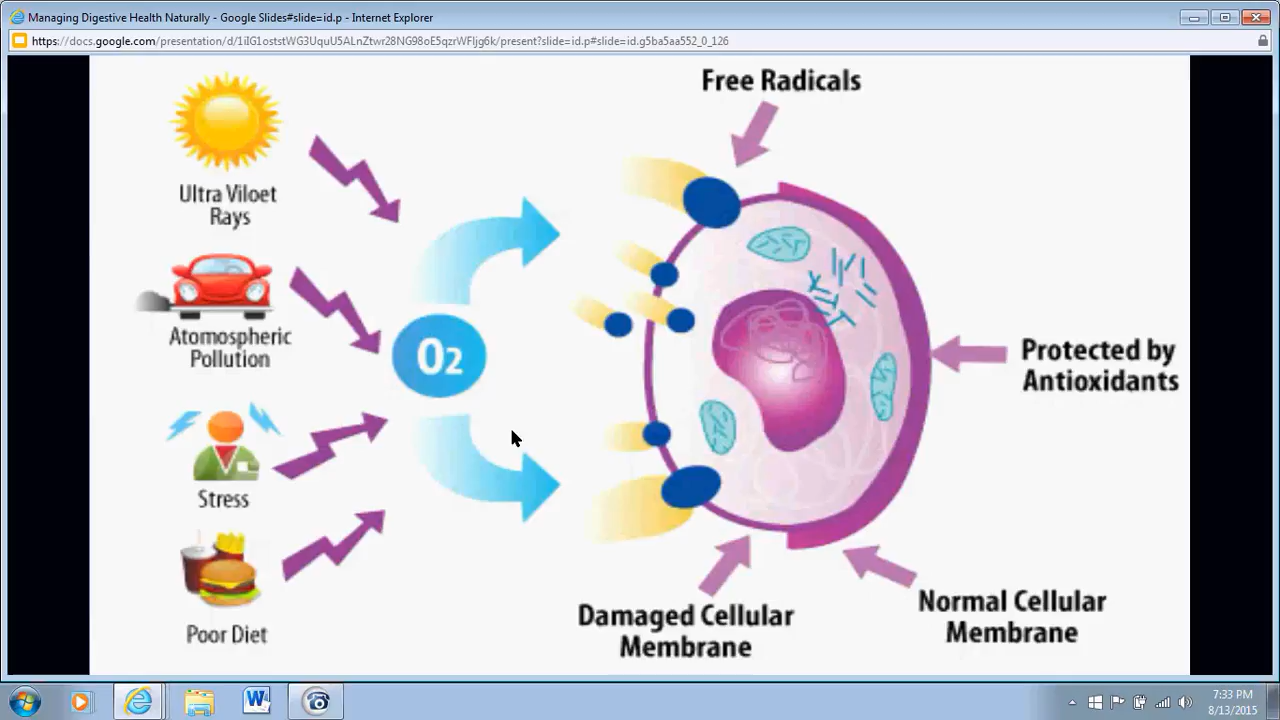 Managing Digestive Health Naturally - Google Slides#slide=id.p - Internet Explorer
https://docs.google.com/presentation/d/1iIG1oststWG3UquU5ALnZtwr28NG98oE5qzrWFljg6k/present?slide=id.p#slide=id.g5ba5aa552_0_126
Free Radicals
Ultra Viloet
Rays
Atomospheric
Pollution
O2
Protected by
Antioxidants
Stress
Poor Diet
Damaged Cellular
Membrane
Normal Cellular
Membrane
7:33 PM
8/13/2015